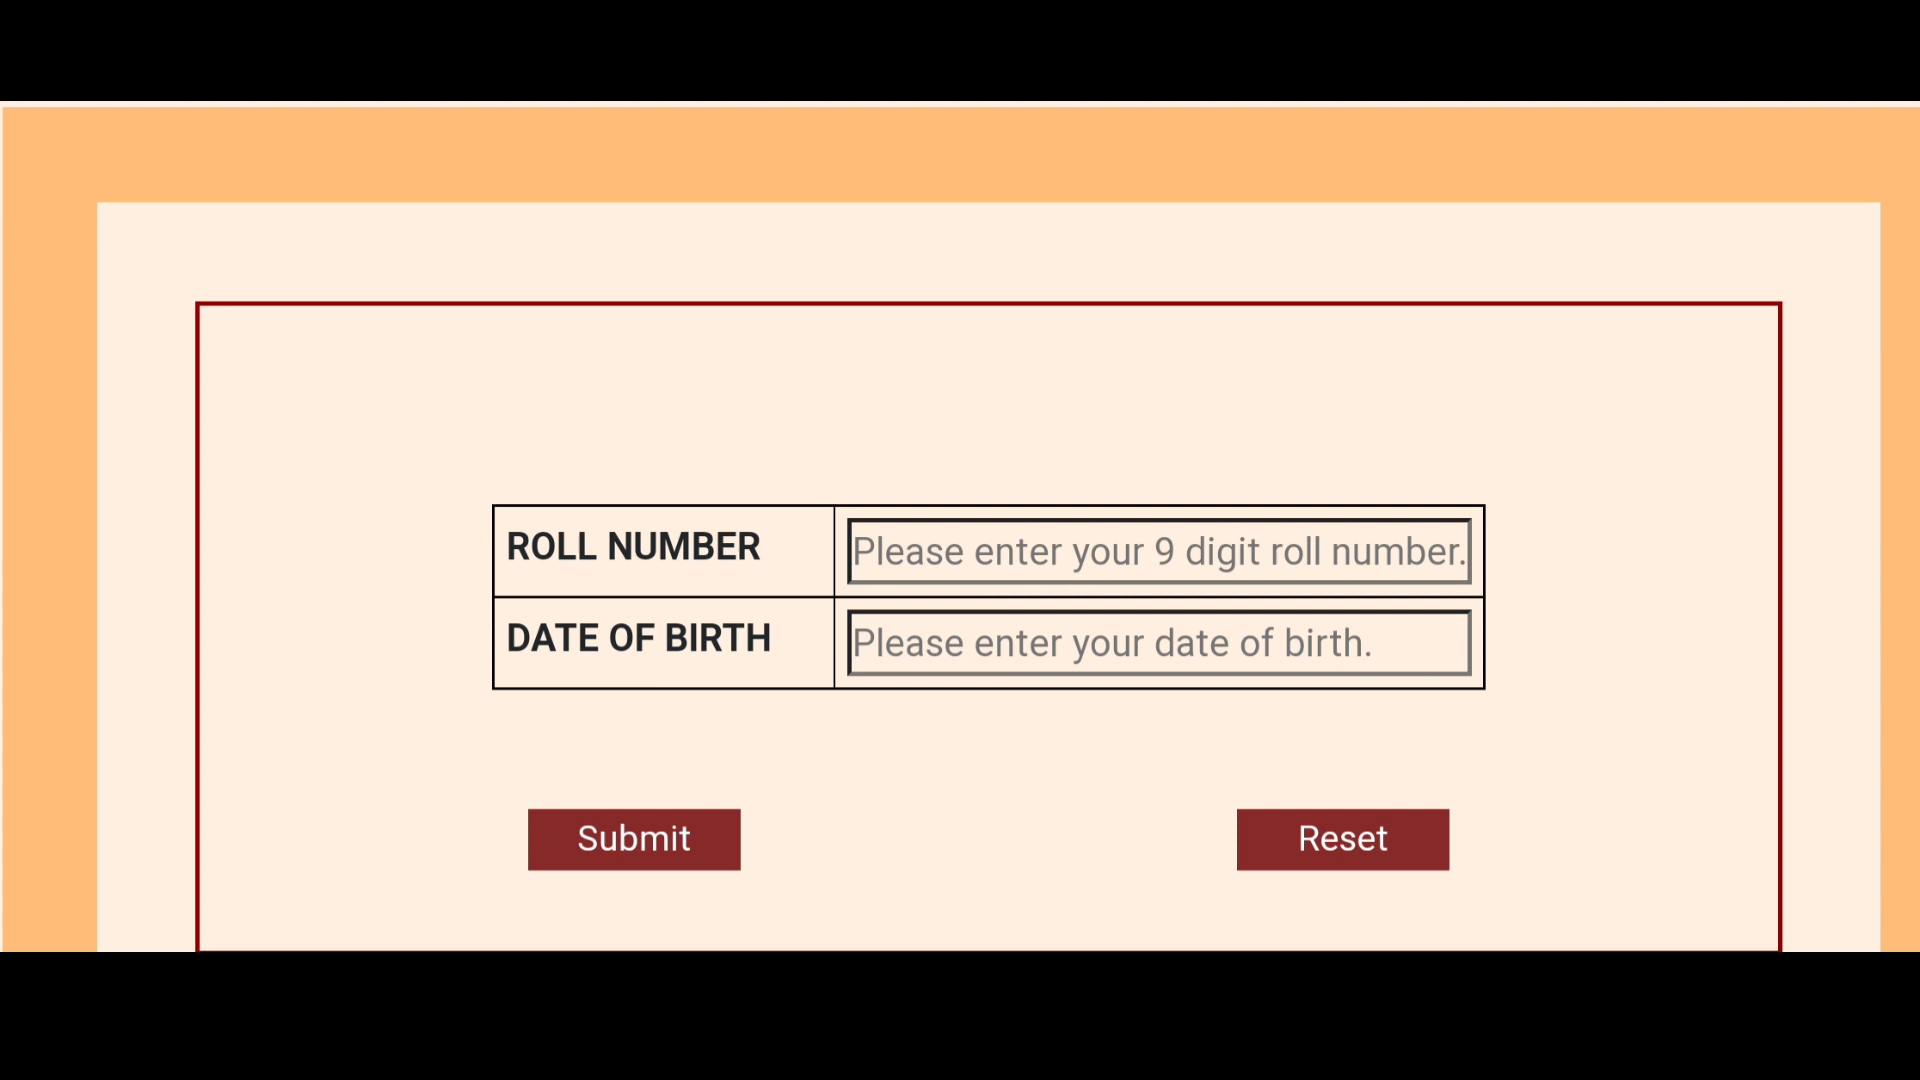 ROLL NUMBER Please enter your 9 digit roll number.
DATE OF BIRTH Please enter your date of birth.
Submit Reset